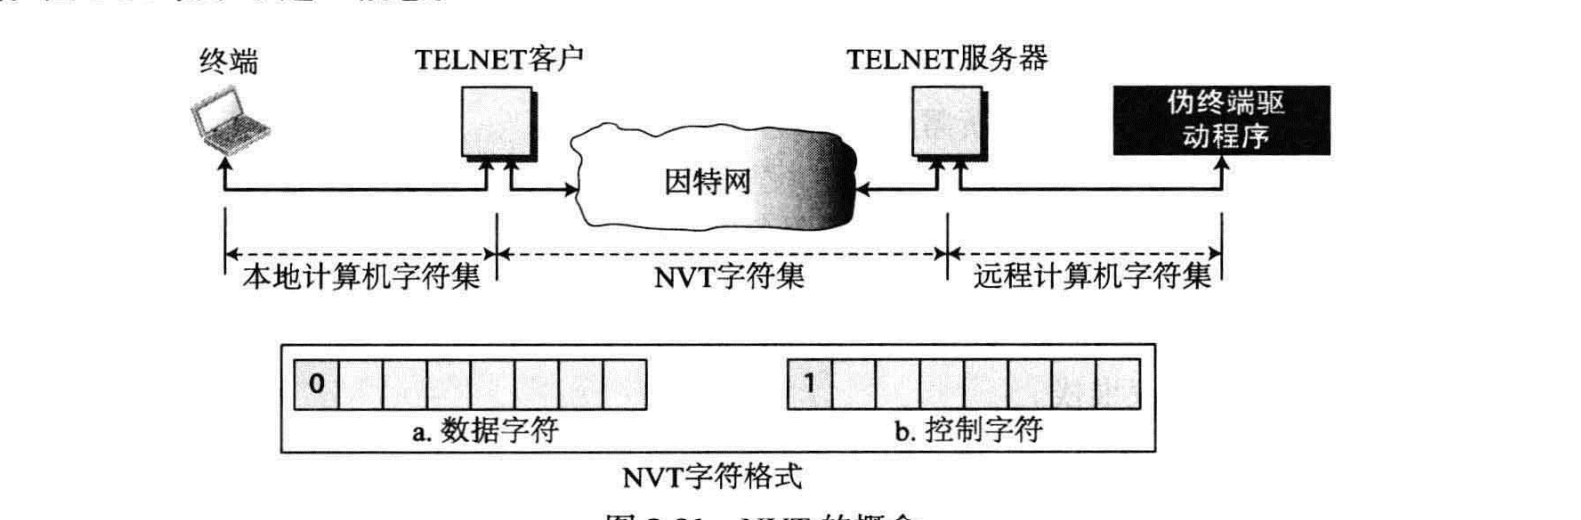 终端
TELNET客户
TELNET服务器
伪终端驱
动程序
因特网
本地计算机字符集
NVT字符集
远程计算机字符集
0
1
a. 数据字符
b. 控制字符
NVT字符格式